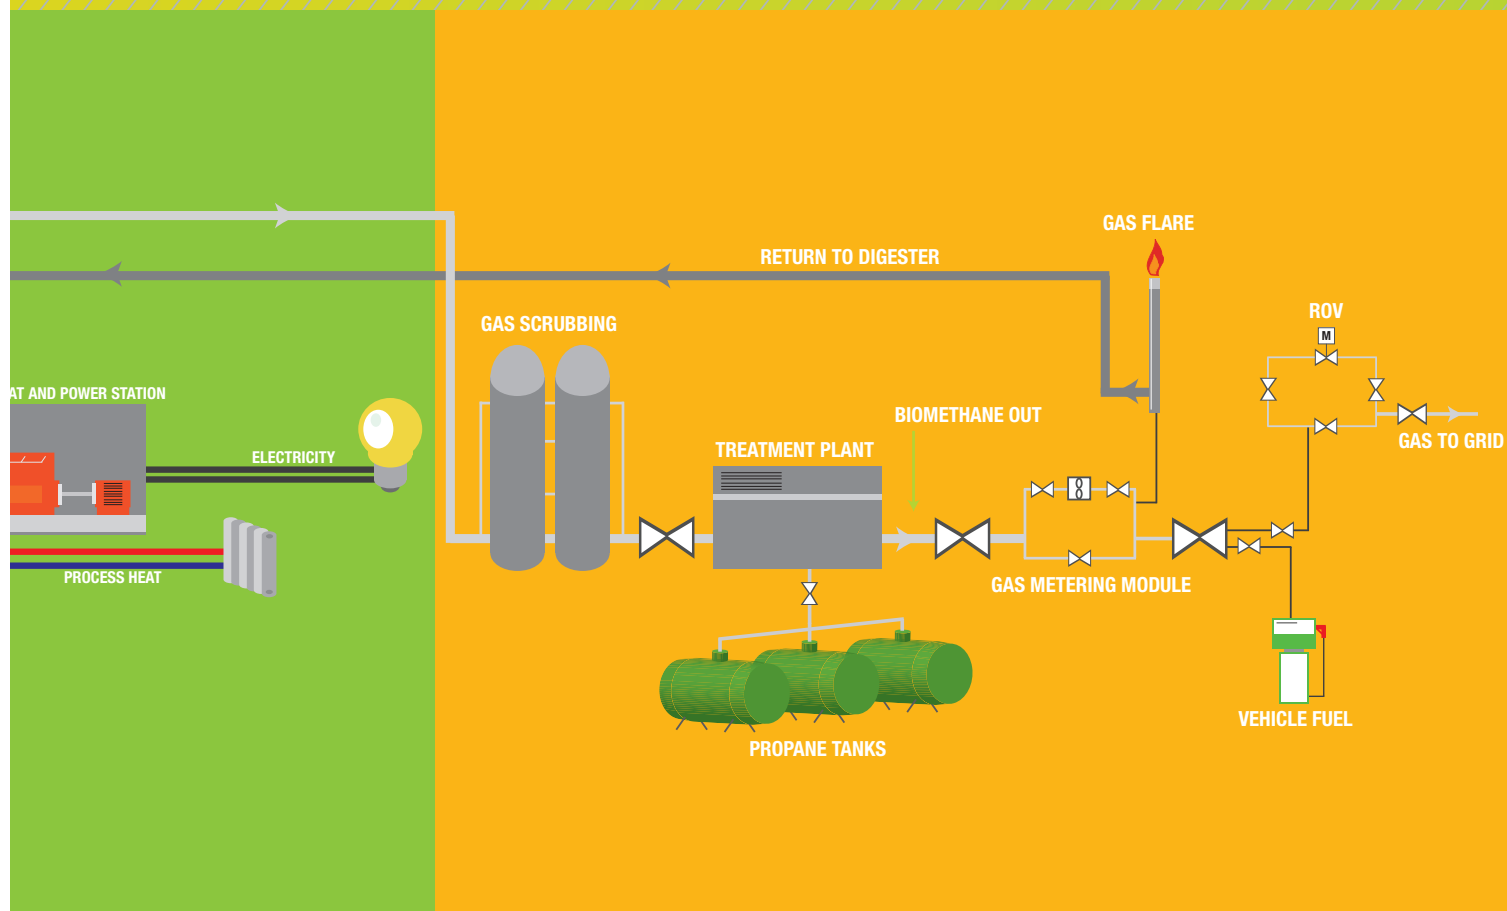 GAS FLARE
RETURN TO DIGESTER
ROV
M
GAS SCRUBBING
AT AND POWER STATION
BIOMETHANE OUT
GAS TO GRID
TREATMENT PLANT
ELECTRICITY
PROCESS HEAT
GAS METERING MODULE
VEHICLE FUEL
PROPANE TANKS